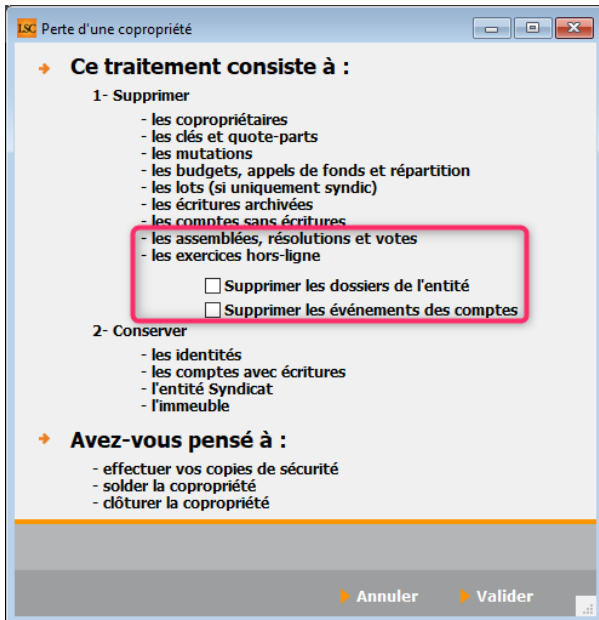 LSC Perte d'une copropriété
Ce traitement consiste à :
1- Supprimer
- les copropriétaires
- les clés et quote-parts
- les mutations
- les budgets, appels de fonds et répartition
- les lots (si uniquement syndic)
- les écritures archivées
- les comptes sans écritures
- les assemblées, résolutions et votes
- les exercices hors-ligne
Supprimer les dossiers de l'entité
Supprimer les événements des comptes
2- Conserver
- les identités
- les comptes avec écritures
- l'entité Syndicat
- l'immeuble
Avez-vous pensé à :
- effectuer vos copies de sécurité
- solder la copropriété
- clôturer la copropriété
Annuler Valider